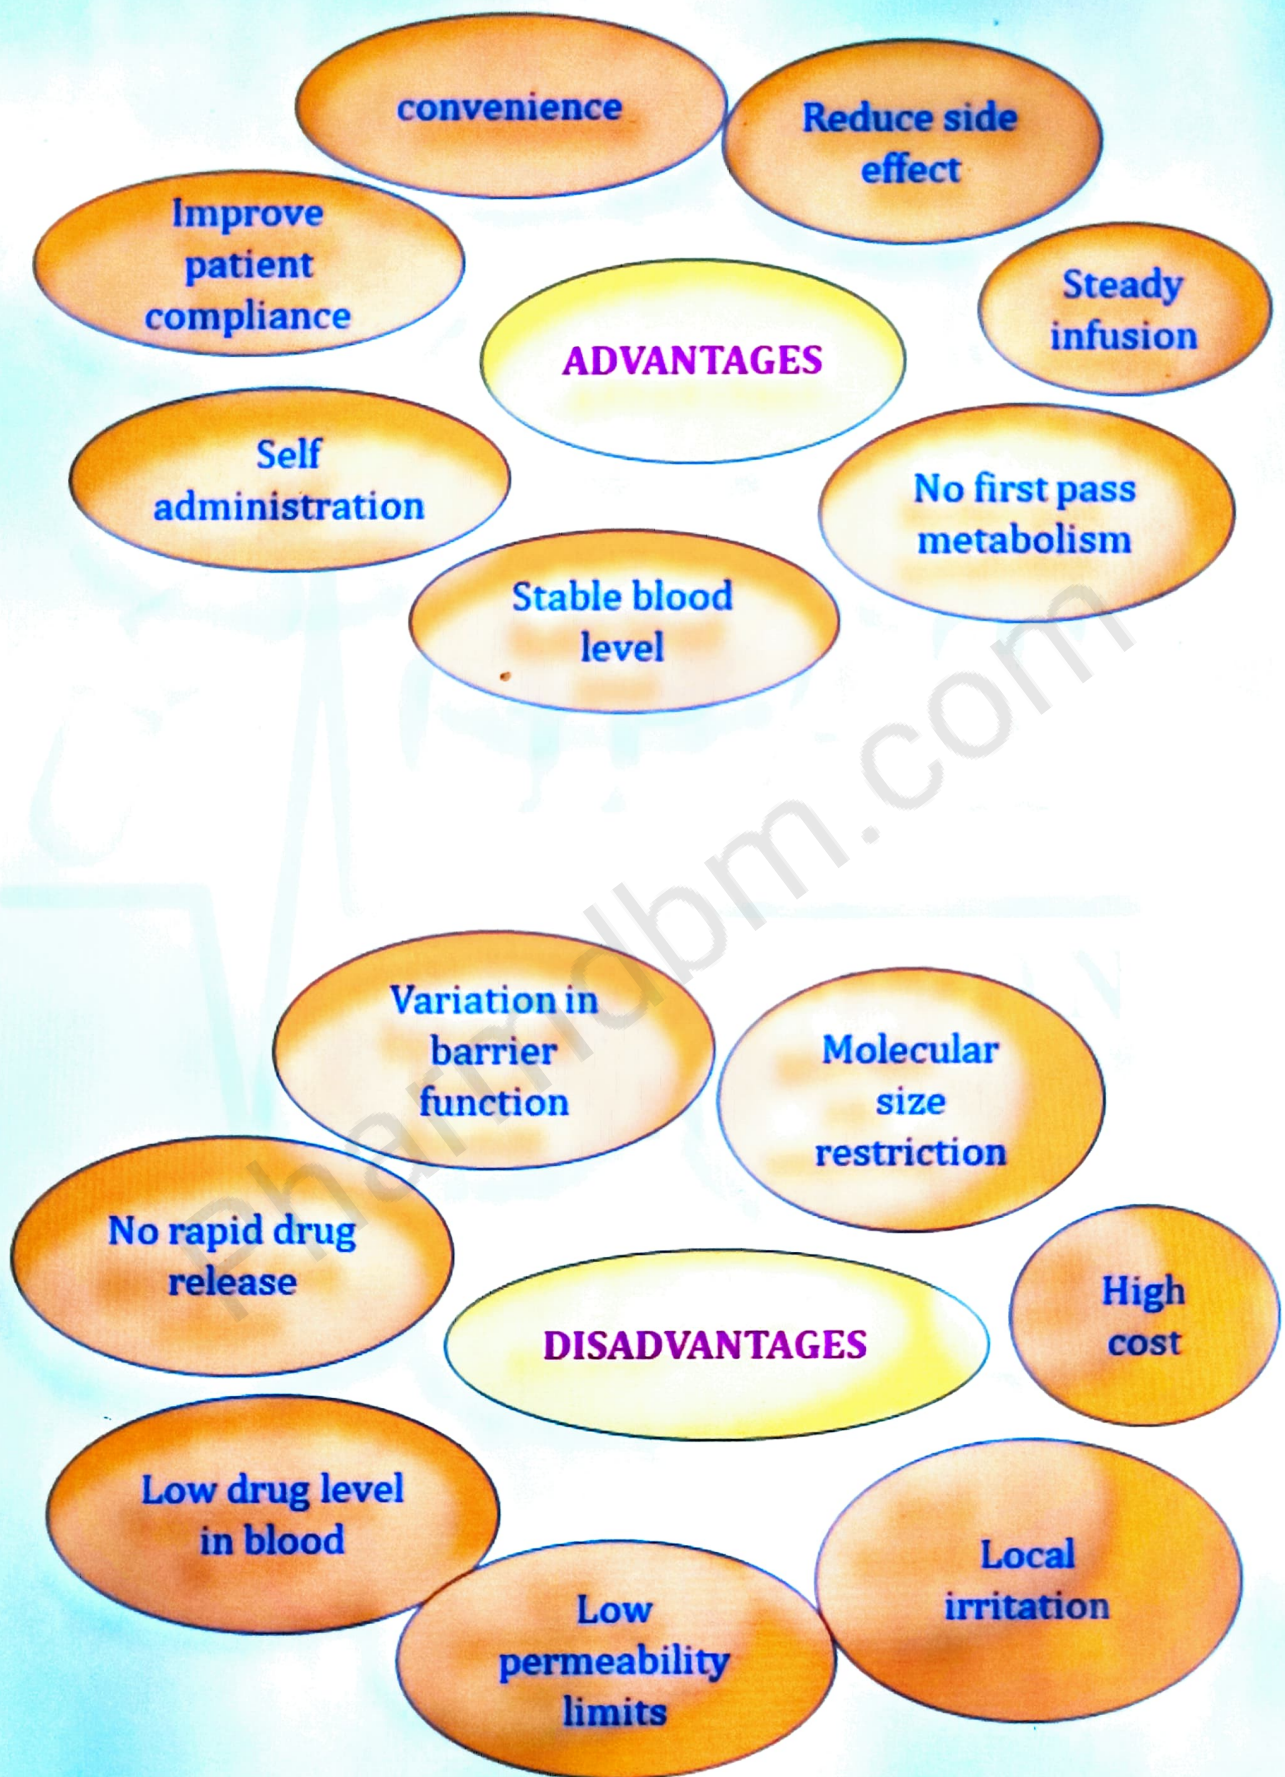 convenience
Reduce side
effect
Improve
patient
compliance
Steady
infusion
ADVANTAGES
Self
administration
No first pass
metabolism
Stable blood
level
Variation in
barrier
function
Molecular
size
restriction
No rapid drug
release
High
cost
DISADVANTAGES
Low drug level
in blood
Local
irritation
Low
permeability
limits
Pharmdbm.com